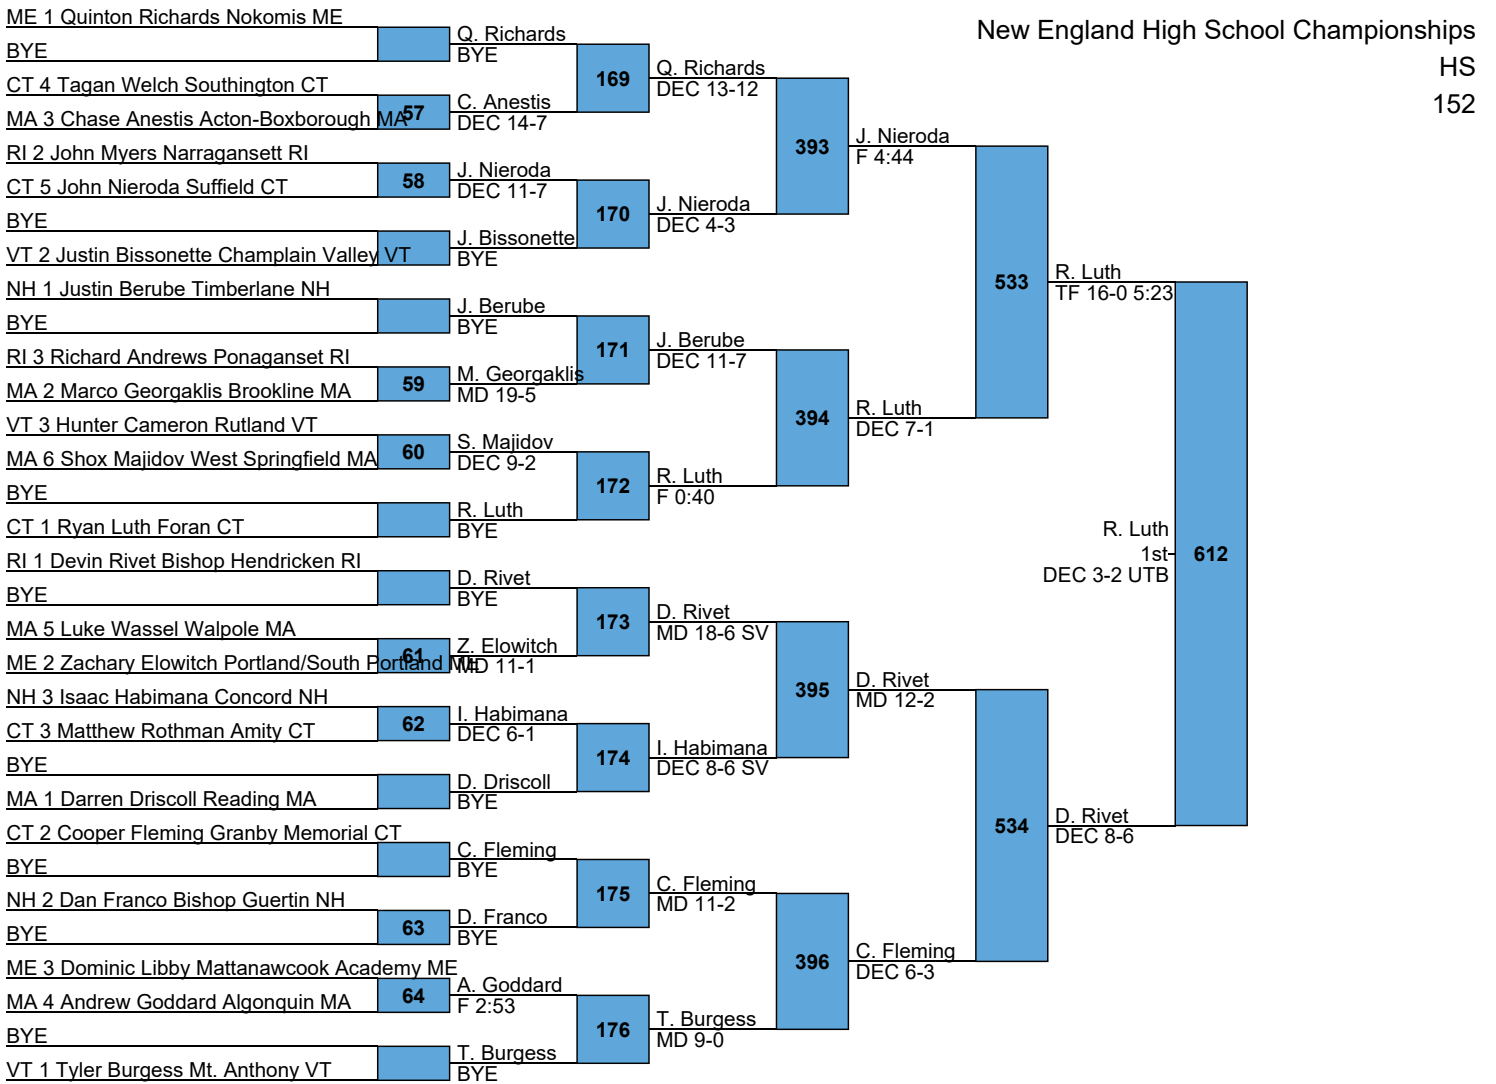 New England High School Championships
HS
152
ME 1 Quinton Richards Nokomis ME
BYE
CT 4 Tagan Welch Southington CT
MA 3 Chase Anestis Acton-Boxborough MA
RI 2 John Myers Narragansett RI
CT 5 John Nieroda Suffield CT
BYE
VT 2 Justin Bissonette Champlain Valley VT
NH 1 Justin Berube Timberlane NH
BYE
RI 3 Richard Andrews Ponaganset RI
MA 2 Marco Georgaklis Brookline MA
VT 3 Hunter Cameron Rutland VT
MA 6 Shox Majidov West Springfield MA
BYE
CT 1 Ryan Luth Foran CT
RI 1 Devin Rivet Bishop Hendricken RI
BYE
MA 5 Luke Wassel Walpole MA
ME 2 Zachary Elowitch Portland/South Portland ME
NH 3 Isaac Habimana Concord NH
CT 3 Matthew Rothman Amity CT
BYE
MA 1 Darren Driscoll Reading MA
CT 2 Cooper Fleming Granby Memorial CT
BYE
NH 2 Dan Franco Bishop Guertin NH
BYE
ME 3 Dominic Libby Mattanawcook Academy ME
MA 4 Andrew Goddard Algonquin MA
BYE
VT 1 Tyler Burgess Mt. Anthony VT
57
58
59
60
61
62
63
64
Q. Richards
BYE
C. Anestis
DEC 14-7
J. Nieroda
DEC 11-7
J. Bissonette
BYE
J. Berube
BYE
M. Georgaklis
MD 19-5
S. Majidov
DEC 9-2
R. Luth
BYE
D. Rivet
BYE
Z. Elowitch
MD 11-1
I. Habimana
DEC 6-1
D. Driscoll
BYE
C. Fleming
BYE
D. Franco
BYE
A. Goddard
F 2:53
T. Burgess
BYE
169
170
171
172
173
174
175
176
Q. Richards
DEC 13-12
J. Nieroda
DEC 4-3
J. Berube
DEC 11-7
R. Luth
F 0:40
D. Rivet
MD 18-6 SV
I. Habimana
DEC 8-6 SV
C. Fleming
MD 11-2
T. Burgess
MD 9-0
393
394
395
396
J. Nieroda
F 4:44
R. Luth
DEC 7-1
D. Rivet
MD 12-2
C. Fleming
DEC 6-3
533
534
R. Luth
TF 16-0 5:23
D. Rivet
DEC 8-6
R. Luth
1st
DEC 3-2 UTB
612